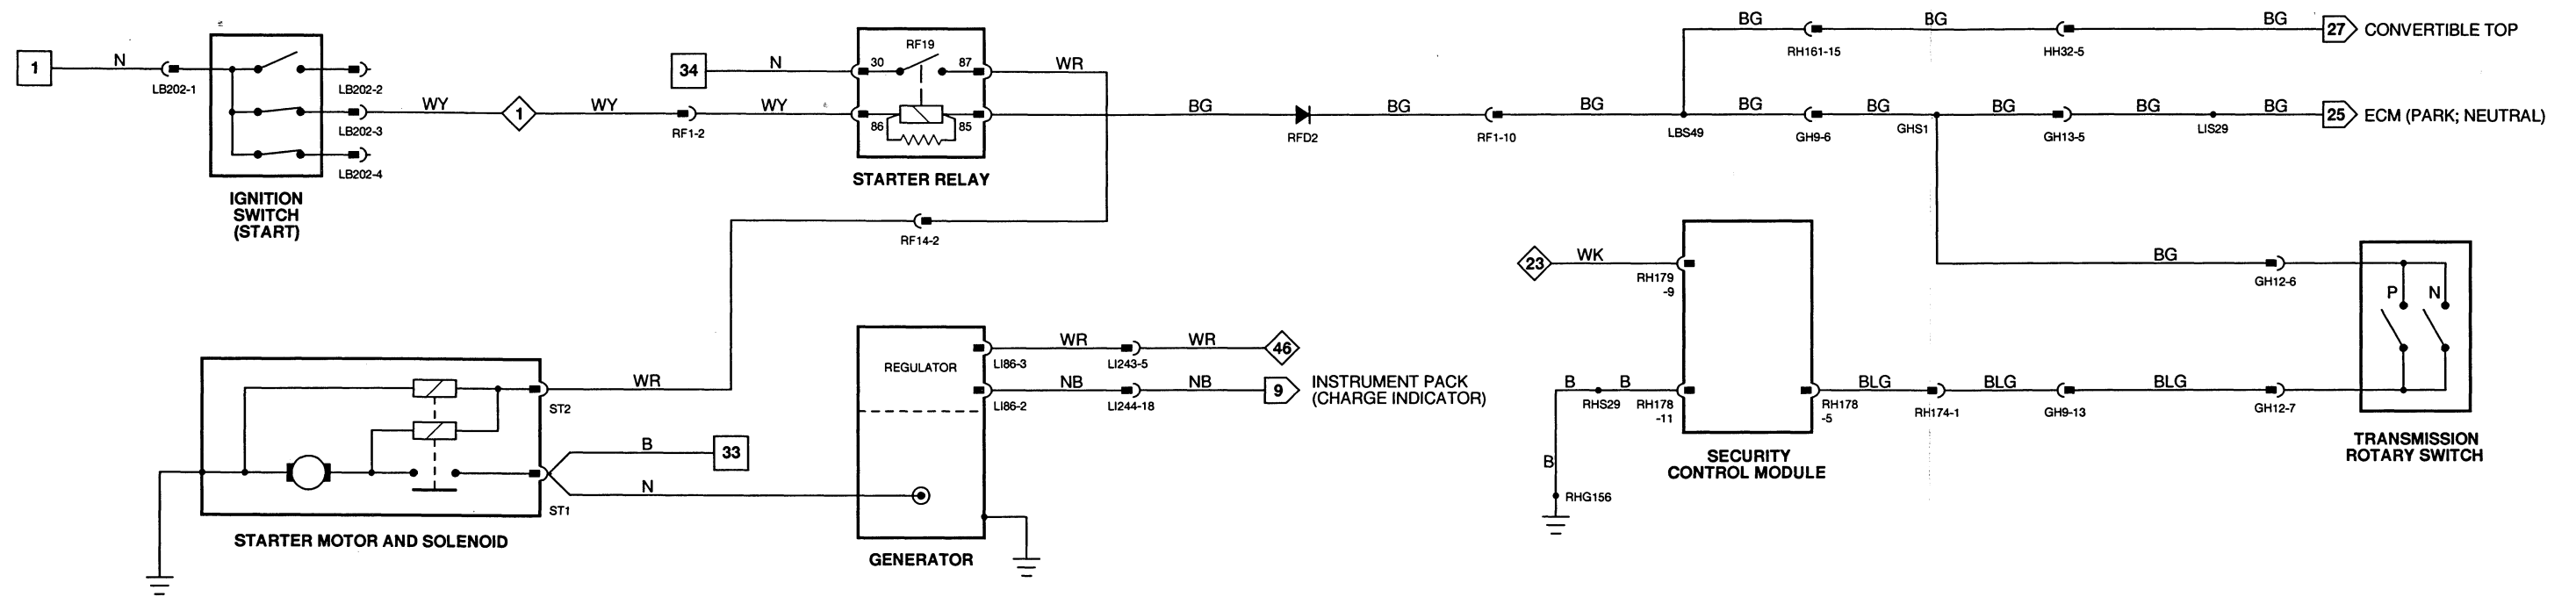 BG BG BG 27 CONVERTIBLE TOP
RH161-15 HH32-5
1 N LB202-1
LB202-2
LB202-3
LB202-4
IGNITION
SWITCH
(START)
WY 1 WY RF1-2 WY
34 N
RF19
30 87
86 85
STARTER RELAY
WR
BG RFD2 BG RF1-10 BG LBS49 BG GH9-6 BG GHS1 BG GH13-5 BG LIS29 BG 25 ECM (PARK; NEUTRAL)
RF14-2
23 WK RH179
-9
BG GH12-6
P N
REGULATOR
LI86-3 WR LI243-5 WR 46
LI86-2 NB LI244-18 NB 9 INSTRUMENT PACK
(CHARGE INDICATOR)
WR
ST2
B 33
N
ST1
STARTER MOTOR AND SOLENOID
GENERATOR
B RHS29 B RH178
-11
B
RHG156
RH178
-5
BLG RH174-1 BLG GH9-13 BLG GH12-7
SECURITY
CONTROL MODULE
TRANSMISSION
ROTARY SWITCH